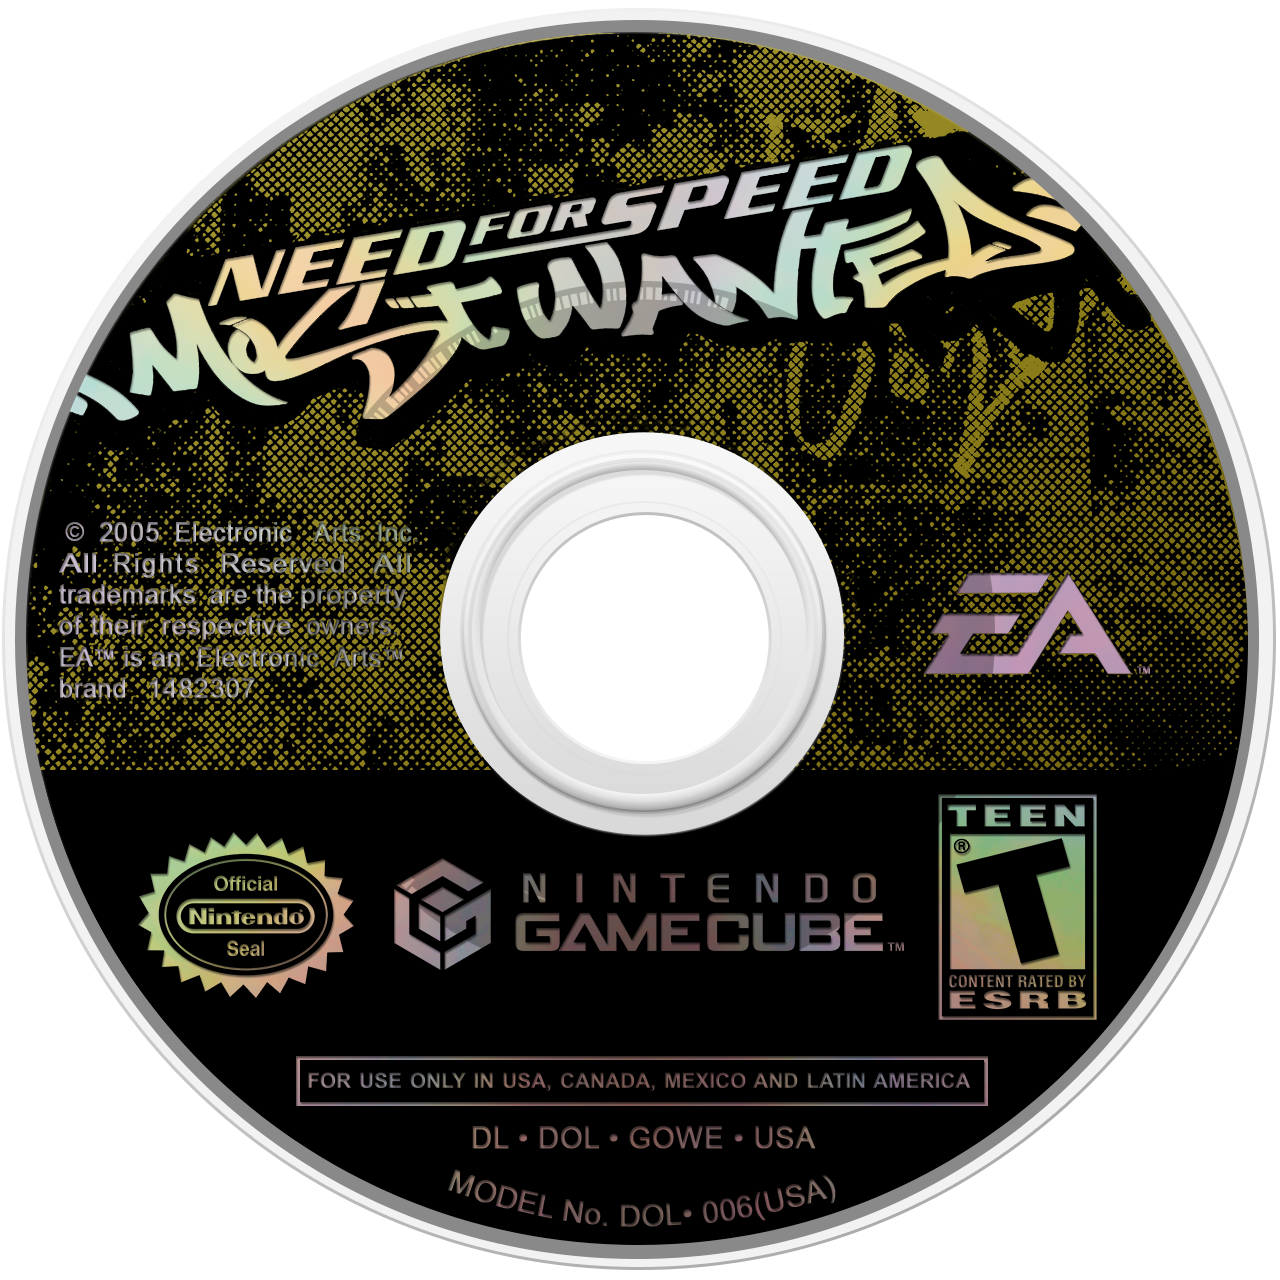 NEED FOR SPEED
MOST WANTED
© 2005 Electronic Arts Inc
All Rights Reserved All
trademarks are the property
of their respective owners.
EA™ is an Electronic Arts™
brand 1482307
EA™
TEEN
T®
CONTENT RATED BY
ESRB
Official
Nintendo®
Seal
NINTENDO
GAMECUBE™
FOR USE ONLY IN USA, CANADA, MEXICO AND LATIN AMERICA
DL • DOL • GOWE • USA
MODEL No. DOL• 006(USA)